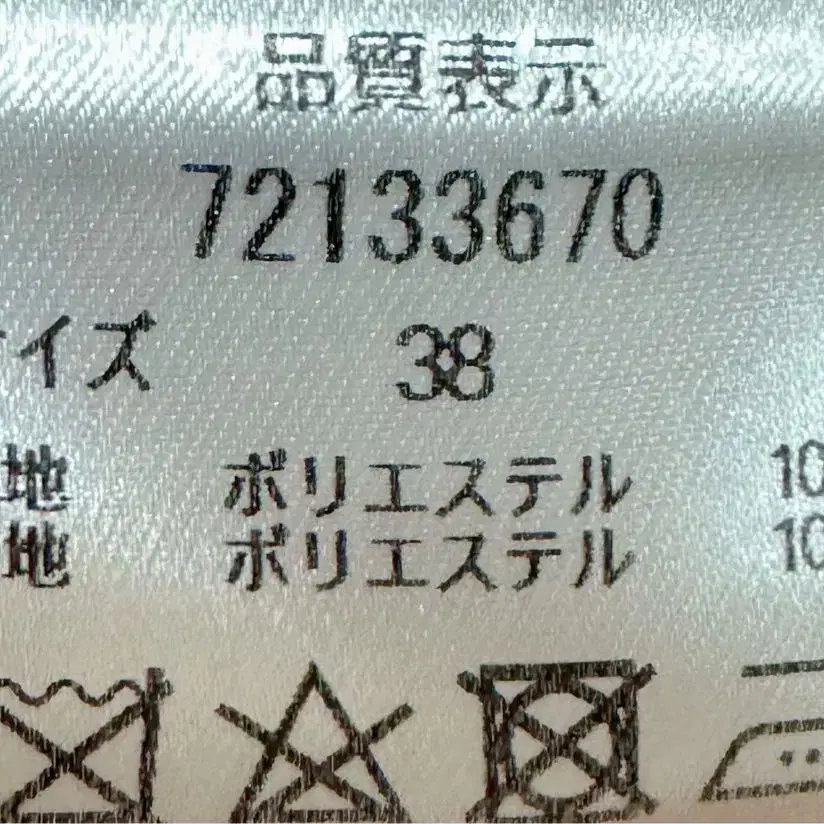 品質表示
72133670
イズ 38
地 ポリエステル 10
地 ポリエステル 10